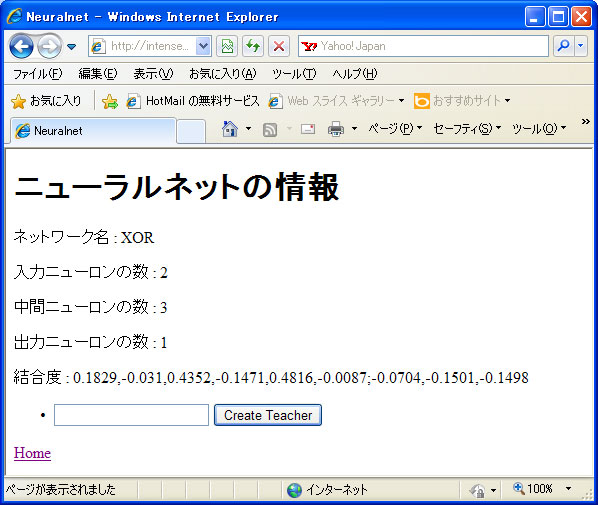 Neuralnet - Windows Internet Explorer
http://intense... Yahoo! Japan
ファイル(F) 編集(E) 表示(V) お気に入り(A) ツール(T) ヘルプ(H)
お気に入り HotMail の無料サービス Web スライス ギャラリー おすすめサイト
Neuralnet ページ(P) セーフティ(S) ツール(O) »
ニューラルネットの情報
ネットワーク名 : XOR
入力ニューロンの数 : 2
中間ニューロンの数 : 3
出力ニューロンの数 : 1
結合度 : 0.1829,-0.031,0.4352,-0.1471,0.4816,-0.0087;-0.0704,-0.1501,-0.1498
• Create Teacher
Home
ページが表示されました インターネット 100%